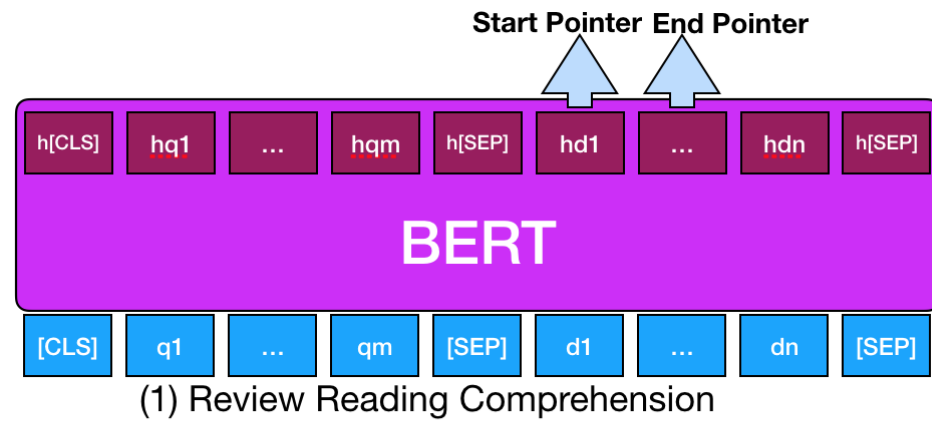 Start Pointer End Pointer
h[CLS] hq1 ... hqm h[SEP] hd1 ... hdn h[SEP]
BERT
[CLS] q1 ... qm [SEP] d1 ... dn [SEP]
(1) Review Reading Comprehension